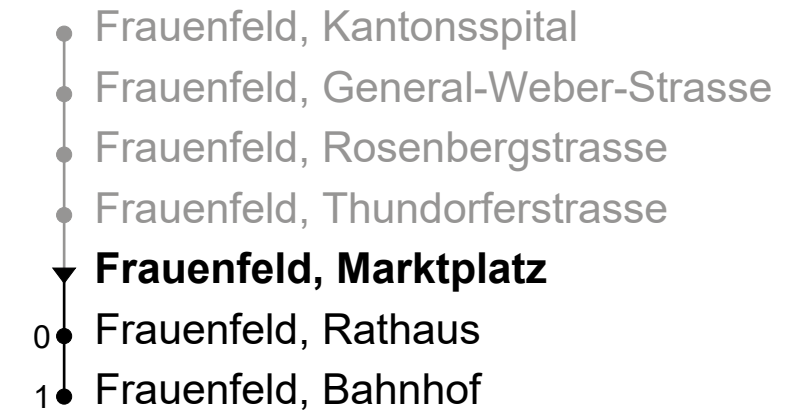 Frauenfeld, Kantonsspital
Frauenfeld, General-Weber-Strasse
Frauenfeld, Rosenbergstrasse
Frauenfeld, Thundorferstrasse
Frauenfeld, Marktplatz
0 Frauenfeld, Rathaus
1 Frauenfeld, Bahnhof